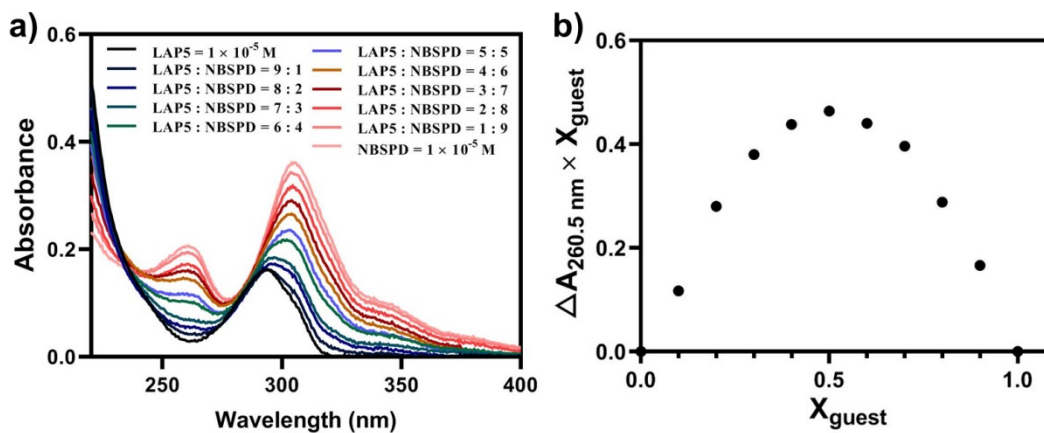 a)
0.6
0.4
0.2
0.0
Absorbance
LAP5 = 1 × 10⁻⁵ M
LAP5 : NBSPD = 9 : 1
LAP5 : NBSPD = 8 : 2
LAP5 : NBSPD = 7 : 3
LAP5 : NBSPD = 6 : 4
LAP5 : NBSPD = 5 : 5
LAP5 : NBSPD = 4 : 6
LAP5 : NBSPD = 3 : 7
LAP5 : NBSPD = 2 : 8
LAP5 : NBSPD = 1 : 9
NBSPD = 1 × 10⁻⁵ M
250 300 350 400
Wavelength (nm)
b)
0.6
0.4
0.2
0.0
ΔA260.5 nm × Xguest
0.0 0.5 1.0
Xguest